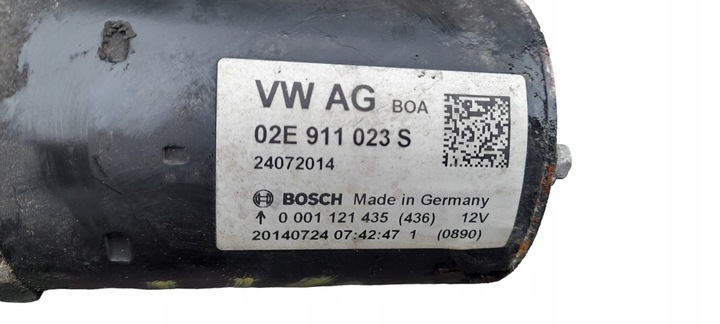 VW AG BOA
02E 911 023 S
24072014
BOSCH Made in Germany
↑ 0 001 121 435 (436) 12V
20140724 07:42:47 1 (0890)